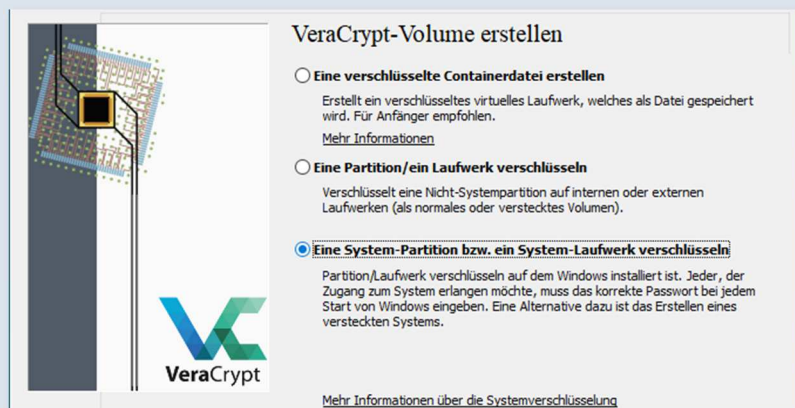 VeraCrypt-Volume erstellen
Eine verschlüsselte Containerdatei erstellen
Erstellt ein verschlüsseltes virtuelles Laufwerk, welches als Datei gespeichert
wird. Für Anfänger empfohlen.
Mehr Informationen
Eine Partition/ein Laufwerk verschlüsseln
Verschlüsselt eine Nicht-Systempartition auf internen oder externen
Laufwerken (als normales oder verstecktes Volumen).
Eine System-Partition bzw. ein System-Laufwerk verschlüsseln
Partition/Laufwerk verschlüsseln auf dem Windows installiert ist. Jeder, der
Zugang zum System erlangen möchte, muss das korrekte Passwort bei jedem
Start von Windows eingeben. Eine Alternative dazu ist das Erstellen eines
versteckten Systems.
Mehr Informationen über die Systemverschlüsselung
VeraCrypt